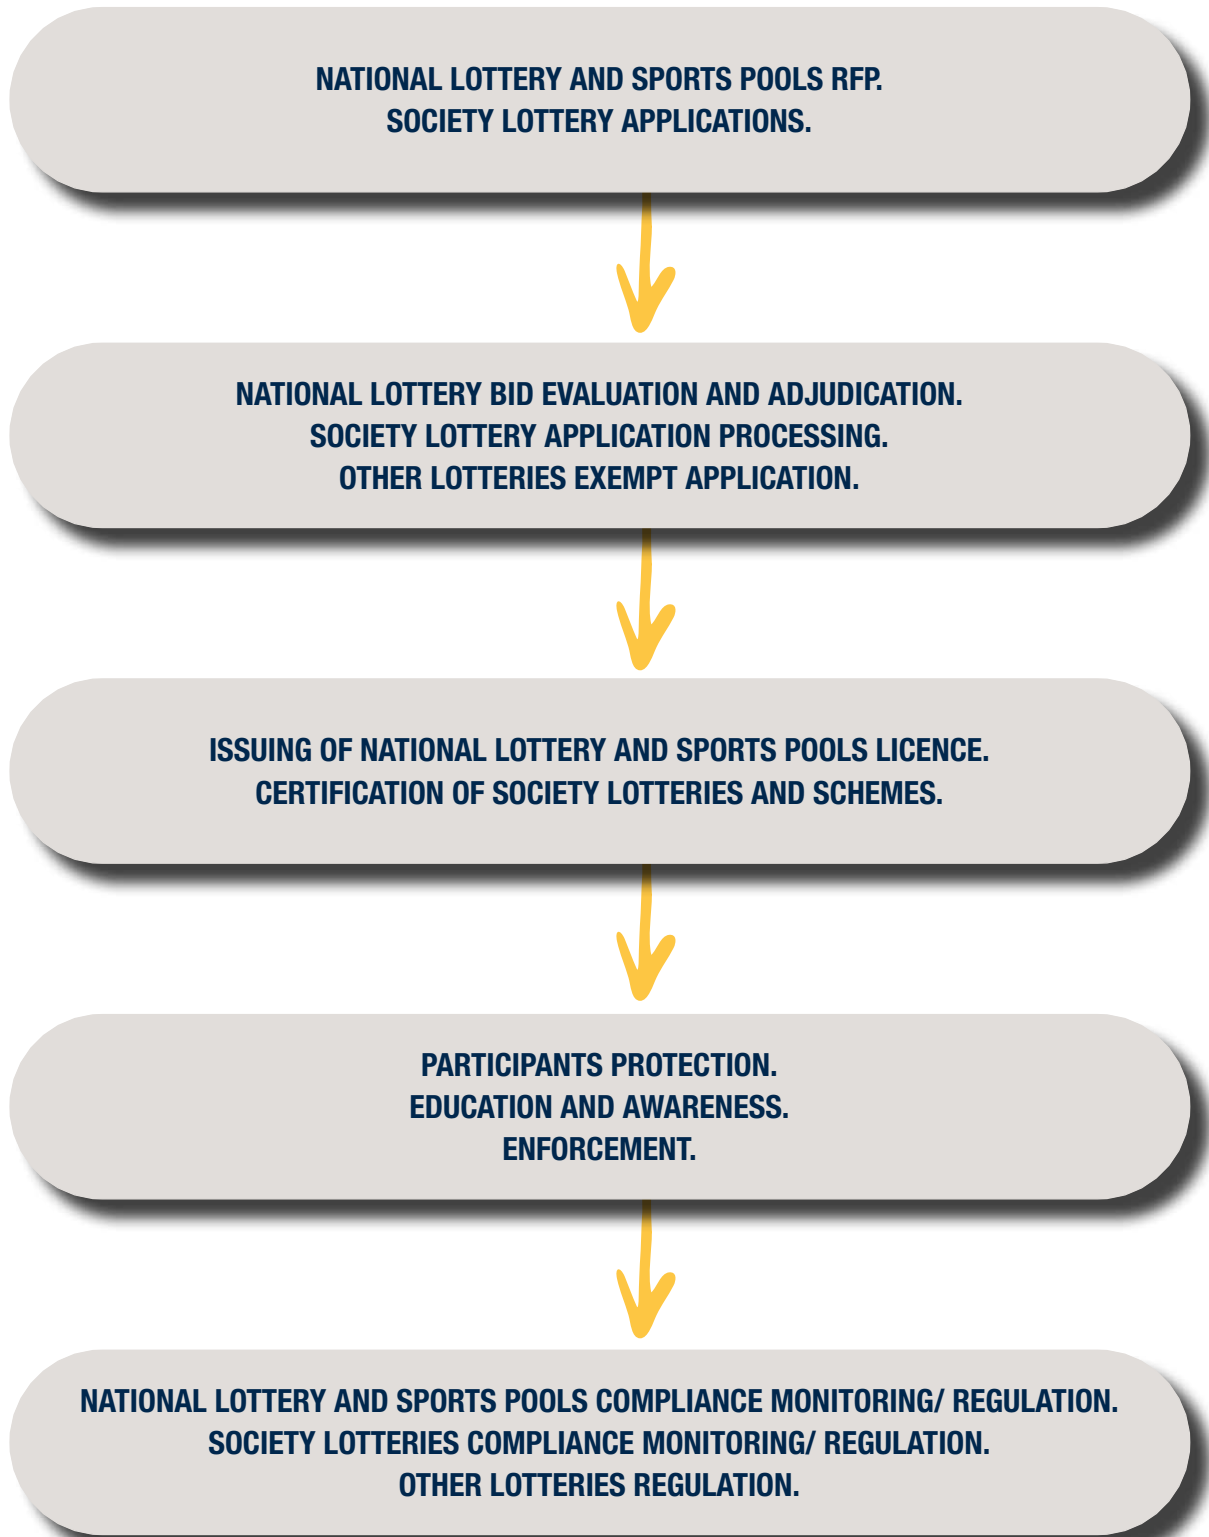 NATIONAL LOTTERY AND SPORTS POOLS RFP.
SOCIETY LOTTERY APPLICATIONS.
NATIONAL LOTTERY BID EVALUATION AND ADJUDICATION.
SOCIETY LOTTERY APPLICATION PROCESSING.
OTHER LOTTERIES EXEMPT APPLICATION.
ISSUING OF NATIONAL LOTTERY AND SPORTS POOLS LICENCE.
CERTIFICATION OF SOCIETY LOTTERIES AND SCHEMES.
PARTICIPANTS PROTECTION.
EDUCATION AND AWARENESS.
ENFORCEMENT.
NATIONAL LOTTERY AND SPORTS POOLS COMPLIANCE MONITORING/ REGULATION.
SOCIETY LOTTERIES COMPLIANCE MONITORING/ REGULATION.
OTHER LOTTERIES REGULATION.